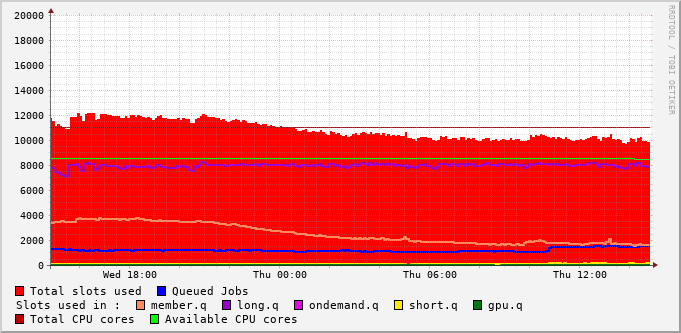 20000
18000
16000
14000
12000
10000
8000
6000
4000
2000
0
Wed 18:00 Thu 00:00 Thu 06:00 Thu 12:00
RRDTOOL / TOBI OETIKER
Total slots used Queued Jobs
Slots used in : member.q long.q ondemand.q short.q gpu.q
Total CPU cores Available CPU cores